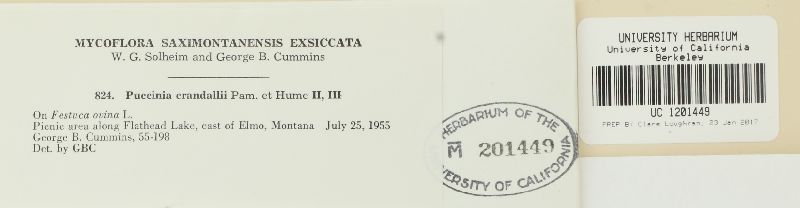 MYCOFLORA SAXIMONTANENSIS EXSICCATA
W. G. Solheim and George B. Cummins
824. Puccinia crandallii Pam. et Hume II, III
On Festuca ovina L.
Picnic area along Flathead Lake, east of Elmo, Montana July 25, 1955
George B. Cummins, 55-198
Det. by GBC
HERBARIUM OF THE
M 201449
UNIVERSITY OF CALIFORNIA
UNIVERSITY HERBARIUM
University of California
Berkeley
UC 1201449
PREP BY Clare Loughran, 23 Jan 2017